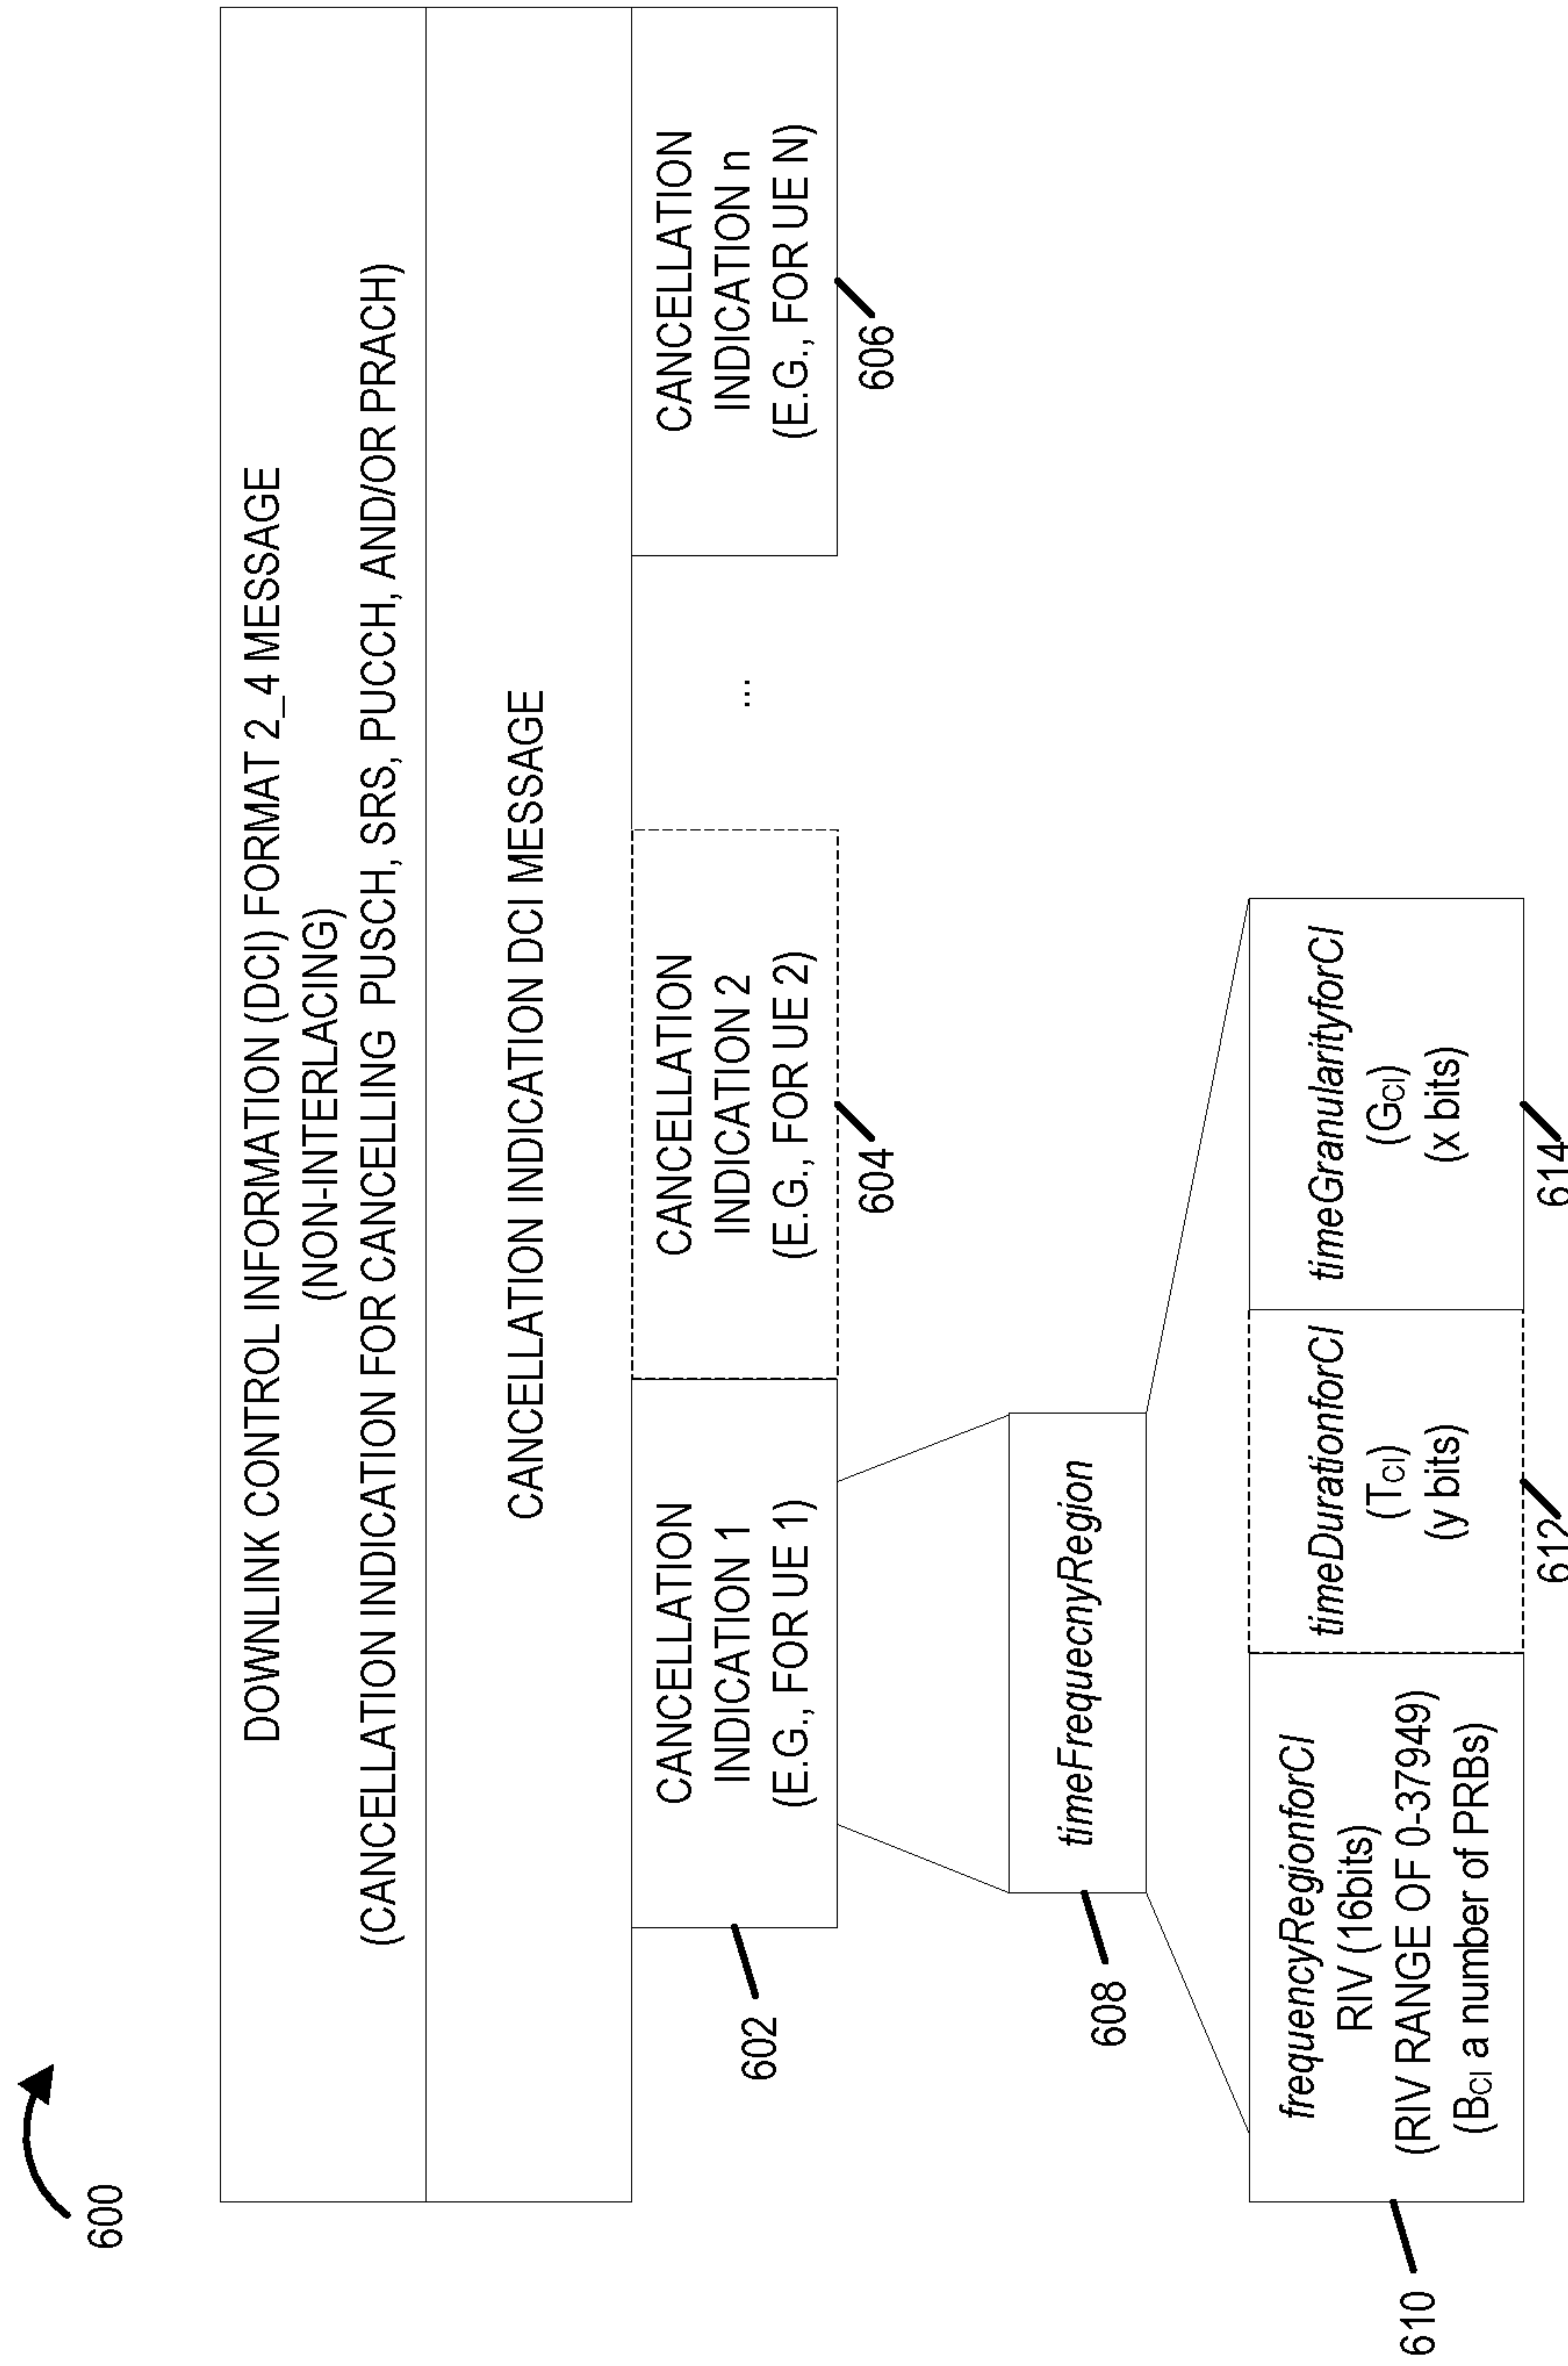 600
DOWNLINK CONTROL INFORMATION (DCI) FORMAT 2_4 MESSAGE
(NON-INTERLACING)
(CANCELLATION INDICATION FOR CANCELLING PUSCH, SRS, PUCCH, AND/OR PRACH)
CANCELLATION INDICATION DCI MESSAGE
602
CANCELLATION
INDICATION 1
(E.G., FOR UE 1)
CANCELLATION
INDICATION 2
(E.G., FOR UE 2)
604
...
CANCELLATION
INDICATION n
(E.G., FOR UE N)
606
608
timeFrequecnyRegion
610
frequencyRegionforCI
RIV (16bits)
(RIV RANGE OF 0-37949)
(BCI a number of PRBs)
timeDurationforCI
(TCI)
(y bits)
612
timeGranularityforCI
(GCI)
(x bits)
614